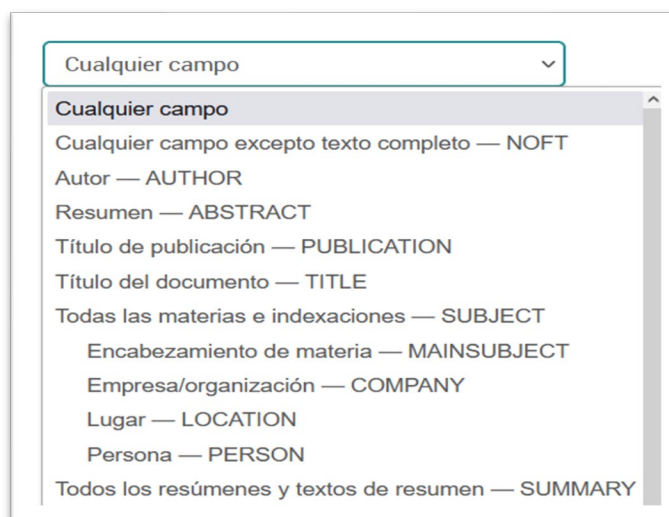 Cualquier campo
Cualquier campo
Cualquier campo excepto texto completo — NOFT
Autor — AUTHOR
Resumen — ABSTRACT
Título de publicación — PUBLICATION
Título del documento — TITLE
Todas las materias e indexaciones — SUBJECT
Encabezamiento de materia — MAINSUBJECT
Empresa/organización — COMPANY
Lugar — LOCATION
Persona — PERSON
Todos los resúmenes y textos de resumen — SUMMARY